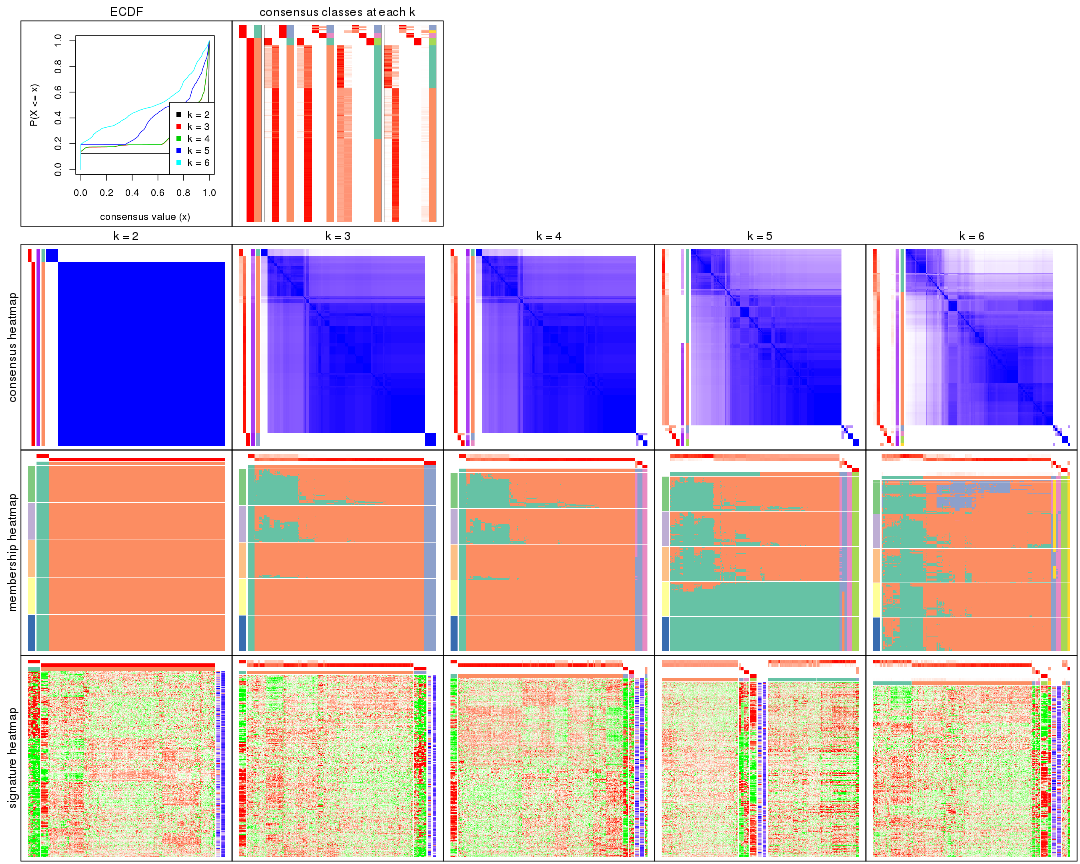 ECDF
consensus classes at each k
P(X <= x)
0.0 0.2 0.4 0.6 0.8 1.0
k = 2
k = 3
k = 4
k = 5
k = 6
0.0 0.2 0.4 0.6 0.8 1.0
consensus value (x)
k = 2
k = 3
k = 4
k = 5
k = 6
consensus heatmap
membership heatmap
signature heatmap